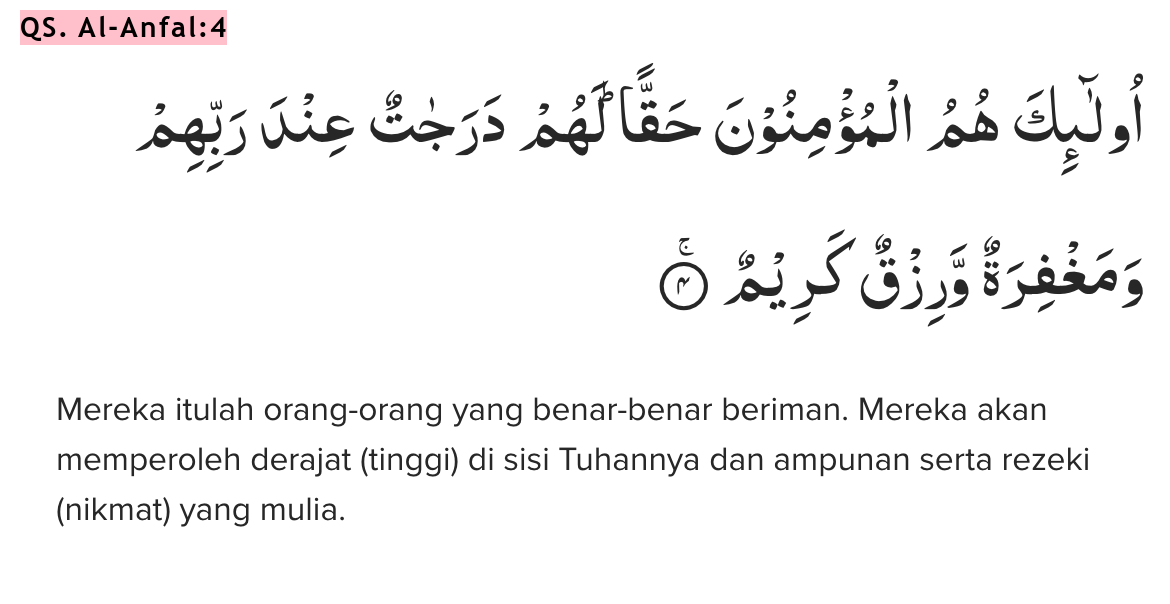 QS. Al-Anfal:4
اُولٰۤىِٕكَ هُمُ الْمُؤْمِنُوْنَ حَقًّاۗ لَهُمْ دَرَجٰتٌ عِنْدَ رَبِّهِمْ
وَمَغْفِرَةٌ وَّرِزْقٌ كَرِيْمٌۚ ۝٤
Mereka itulah orang-orang yang benar-benar beriman. Mereka akan
memperoleh derajat (tinggi) di sisi Tuhannya dan ampunan serta rezeki
(nikmat) yang mulia.